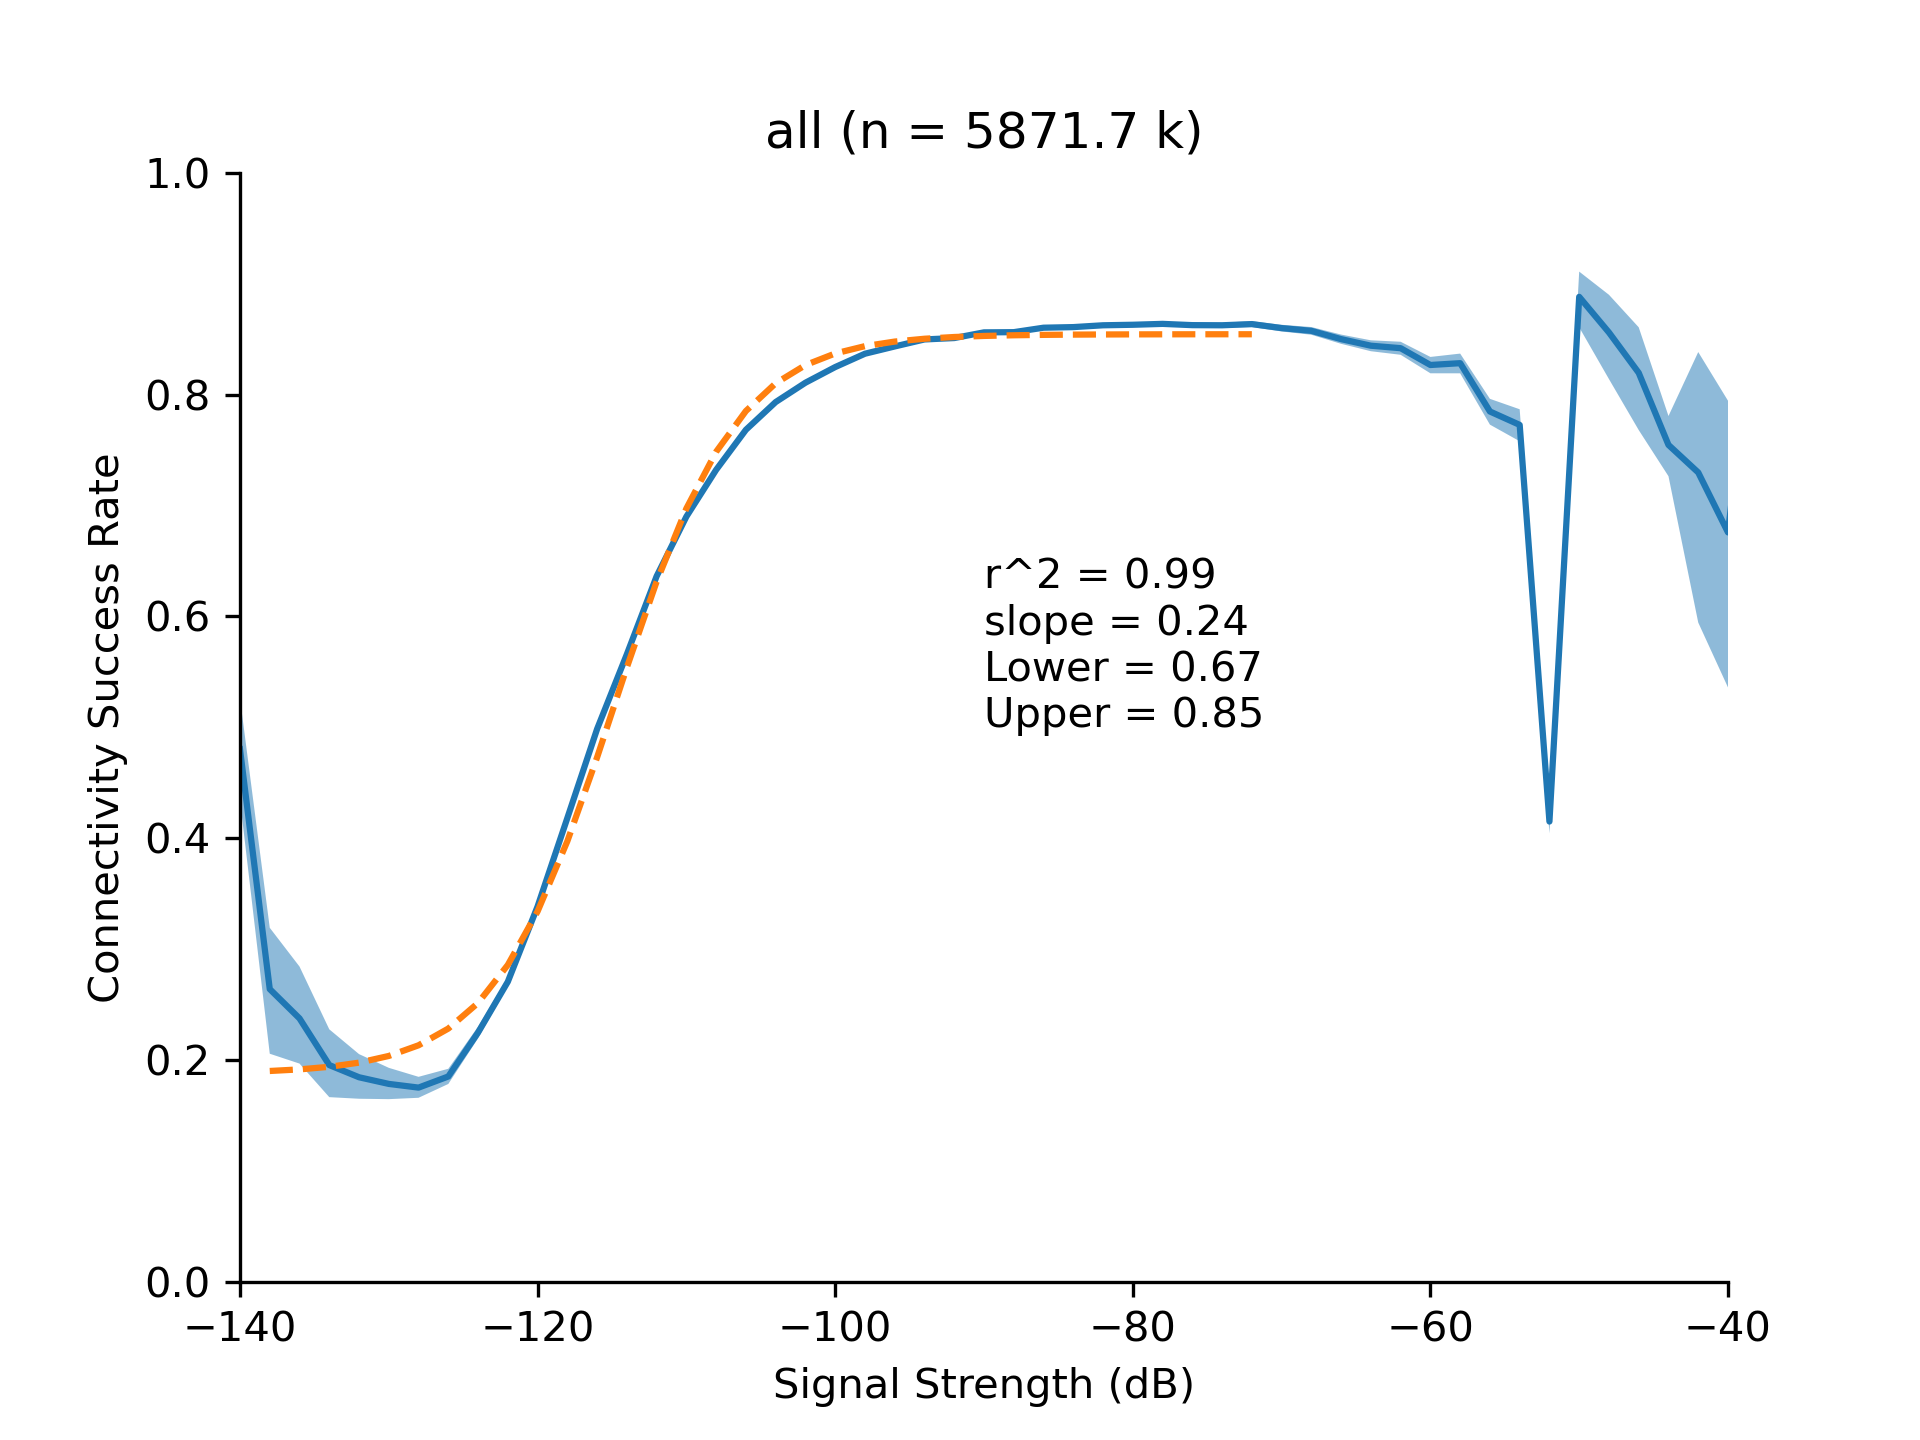 all (n = 5871.7 k)
1.0
0.8
0.6
0.4
0.2
0.0
Connectivity Success Rate
r^2 = 0.99
slope = 0.24
Lower = 0.67
Upper = 0.85
−140 −120 −100 −80 −60 −40
Signal Strength (dB)